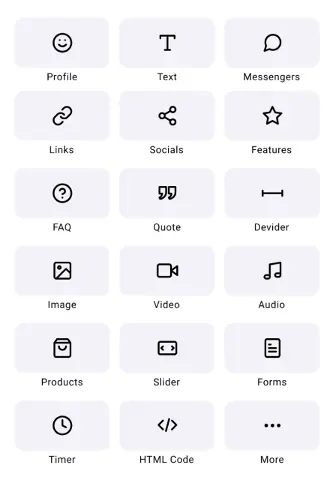 Profile
Text
Messengers
Links
Socials
Features
FAQ
Quote
Devider
Image
Video
Audio
Products
Slider
Forms
Timer
HTML Code
More